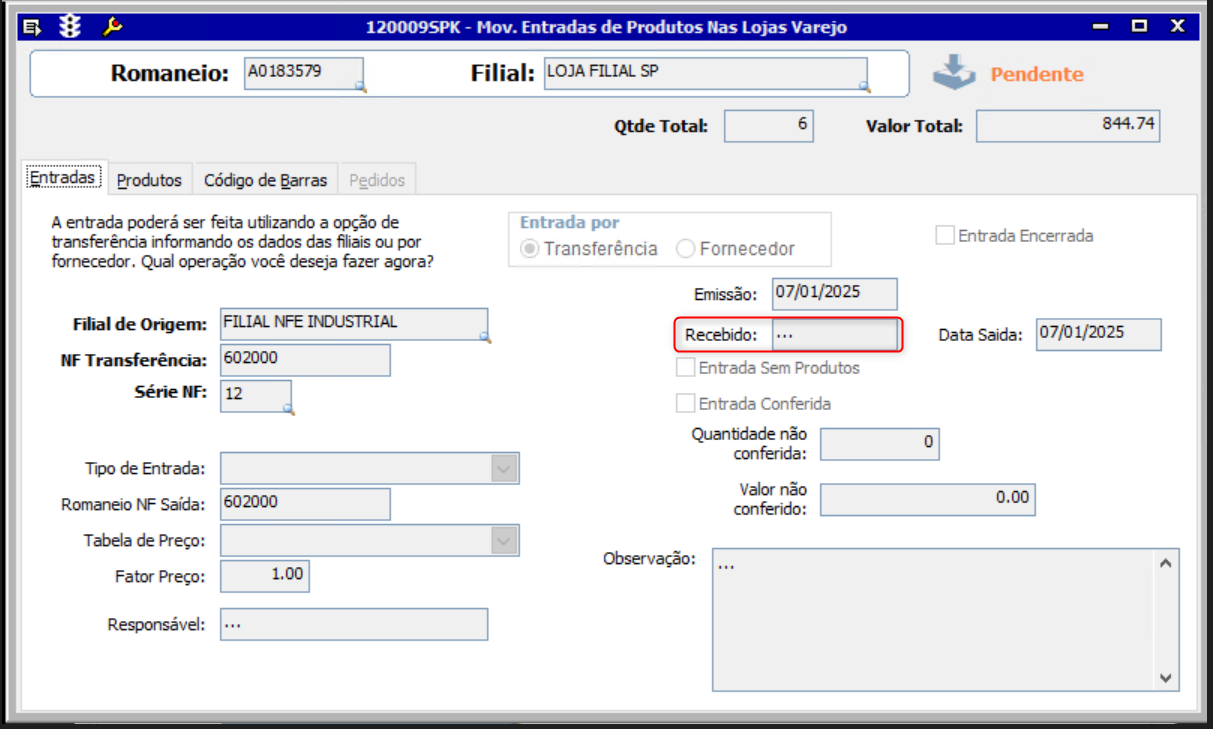 120009SPK - Mov. Entradas de Produtos Nas Lojas Varejo
Romaneio: A0183579 Filial: LOJA FILIAL SP Pendente
Qtde Total: 6 Valor Total: 844.74
Entradas Produtos Código de Barras Pedidos
A entrada poderá ser feita utilizando a opção de
transferência informando os dados das filiais ou por
fornecedor. Qual operação você deseja fazer agora?
Entrada por
Transferência Fornecedor
Entrada Encerrada
Emissão: 07/01/2025
Filial de Origem: FILIAL NFE INDUSTRIAL
Recebido: ... Data Saida: 07/01/2025
NF Transferência: 602000
Entrada Sem Produtos
Série NF: 12
Entrada Conferida
Quantidade não
conferida: 0
Tipo de Entrada:
Romaneio NF Saída: 602000
Valor não
conferido: 0.00
Tabela de Preço:
Fator Preço: 1.00
Observação: ...
Responsável: ...